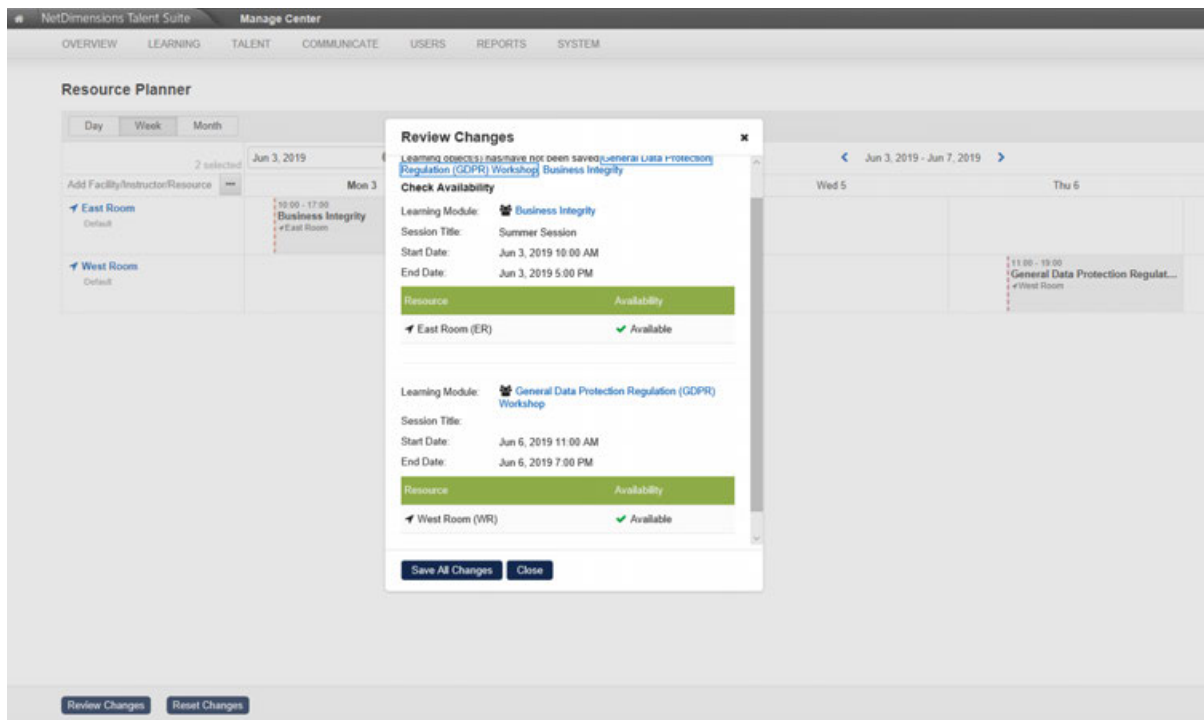 NetDimensions Talent Suite Manage Center
OVERVIEW LEARNING TALENT COMMUNICATE USERS REPORTS SYSTEM
Resource Planner
Day Week Month
2 selected
Jun 3, 2019
Jun 3, 2019 - Jun 7, 2019
Add Facility/Instructor/Resource
Mon 3
Wed 5
Thu 6
East Room
Default
10:00 - 17:00
Business Integrity
East Room
West Room
Default
11:00 - 19:00
General Data Protection Regulat...
West Room
Review Changes
Learning object(s) has/have not been saved General Data Protection
Regulation (GDPR) Workshop Business Integrity
Check Availability
Learning Module: Business Integrity
Session Title: Summer Session
Start Date: Jun 3, 2019 10:00 AM
End Date: Jun 3, 2019 5:00 PM
Resource Availability
East Room (ER) Available
Learning Module: General Data Protection Regulation (GDPR)
Workshop
Session Title:
Start Date: Jun 6, 2019 11:00 AM
End Date: Jun 6, 2019 7:00 PM
Resource Availability
West Room (WR) Available
Save All Changes Close
Review Changes Reset Changes